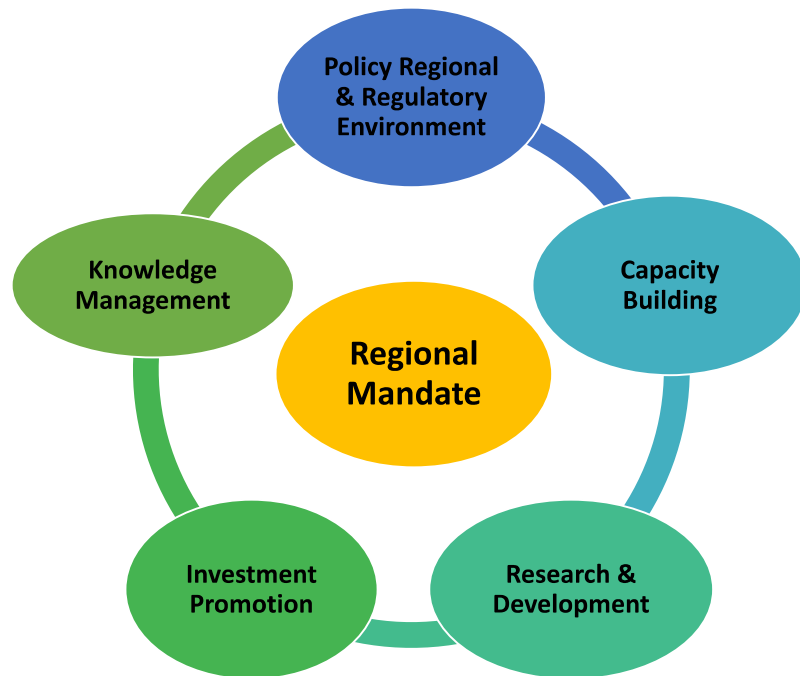 Policy Regional
& Regulatory
Environment
Capacity
Building
Research &
Development
Investment
Promotion
Knowledge
Management
Regional
Mandate